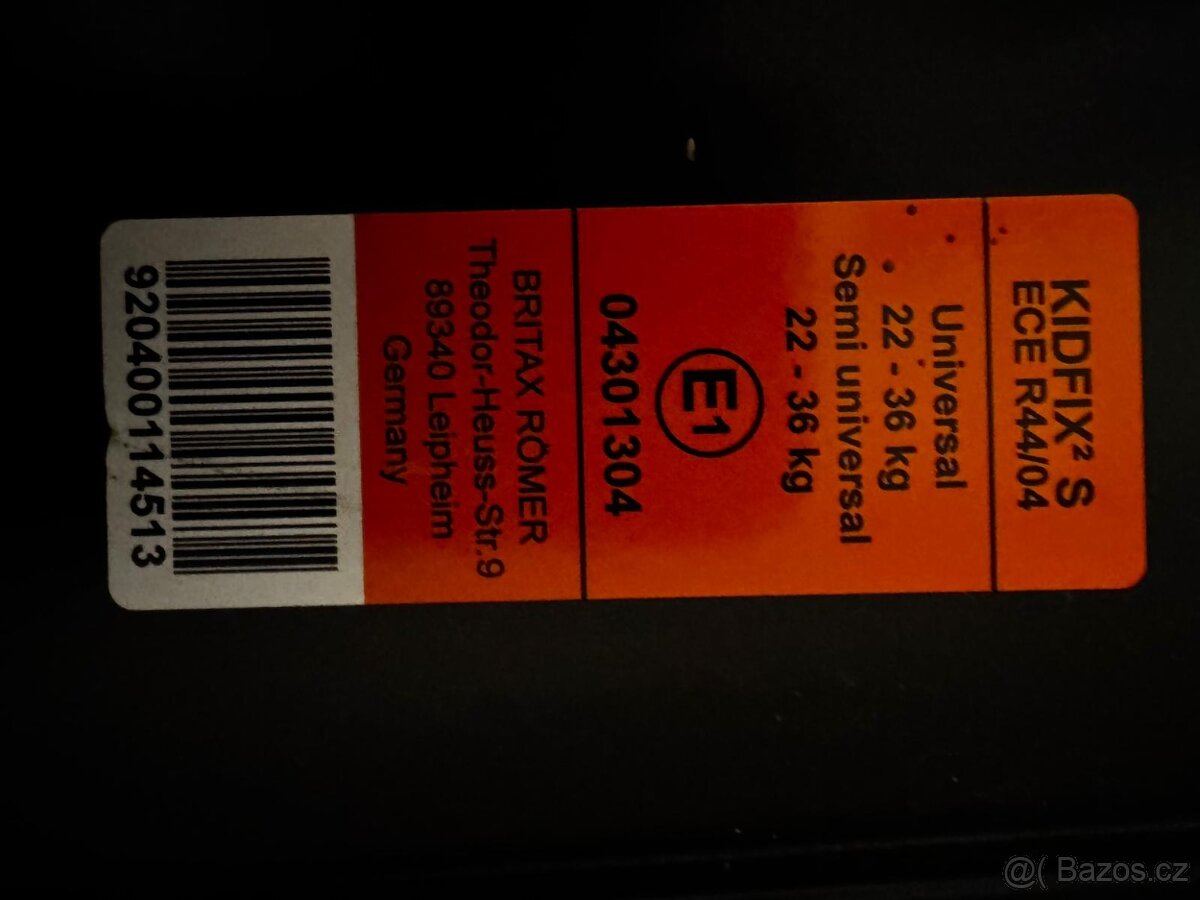 KIDFIX² S
ECE R44/04
Universal
22 - 36 kg
Semi universal
22 - 36 kg
E1
04301304
BRITAX RÖMER
Theodor-Heuss-Str.9
89340 Leipheim
Germany
920400114513
@( Bazos.cz